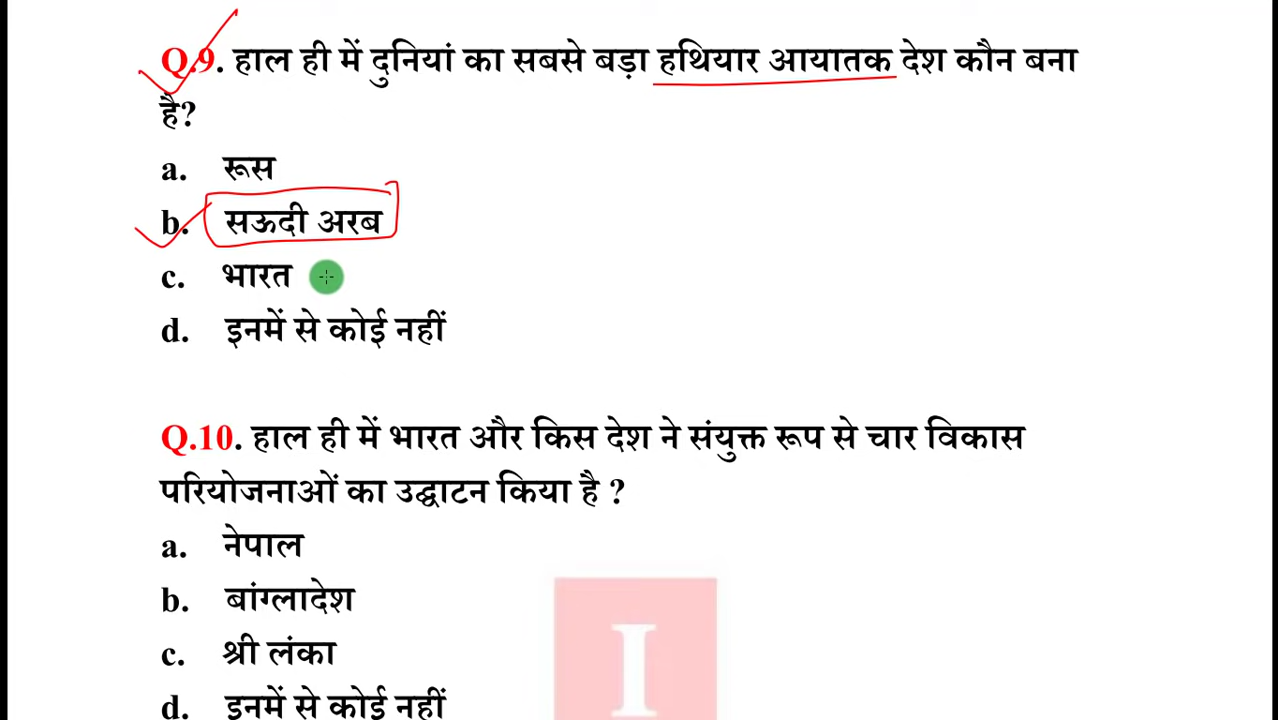 Q.9. हाल ही में दुनियां का सबसे बड़ा हथियार आयातक देश कौन बना
है?
a. रूस
b. सऊदी अरब
c. भारत
d. इनमें से कोई नहीं
Q.10. हाल ही में भारत और किस देश ने संयुक्त रूप से चार विकास
परियोजनाओं का उद्घाटन किया है ?
a. नेपाल
b. बांग्लादेश
c. श्री लंका
d. इनमें से कोई नहीं
I